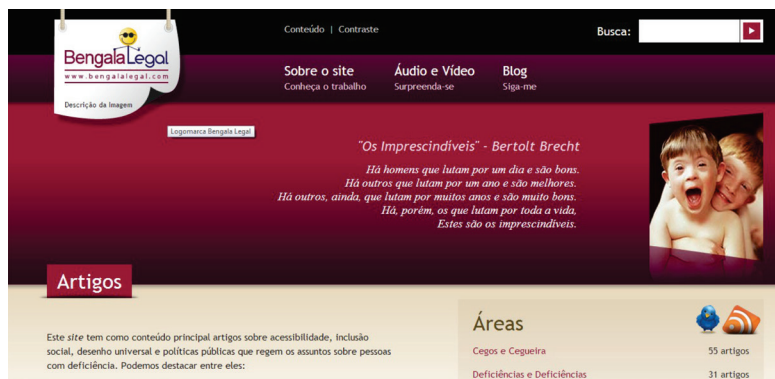 Conteúdo | Contraste
Busca:
BengalaLegal
www.bengalalegal.com
Descrição da Imagem
Sobre o site
Conheça o trabalho
Áudio e Vídeo
Surpreenda-se
Blog
Siga-me
Logomarca Bengala Legal
"Os Imprescindíveis" - Bertolt Brecht
Há homens que lutam por um dia e são bons.
Há outros que lutam por um ano e são melhores.
Há outros, ainda, que lutam por muitos anos e são muito bons.
Há, porém, os que lutam por toda a vida,
Estes são os imprescindíveis.
Artigos
Este site tem como conteúdo principal artigos sobre acessibilidade, inclusão
social, desenho universal e políticas públicas que regem os assuntos sobre pessoas
com deficiência. Podemos destacar entre eles:
Áreas
Cegos e Cegueira 55 artigos
Deficiências e Deficiências 31 artigos